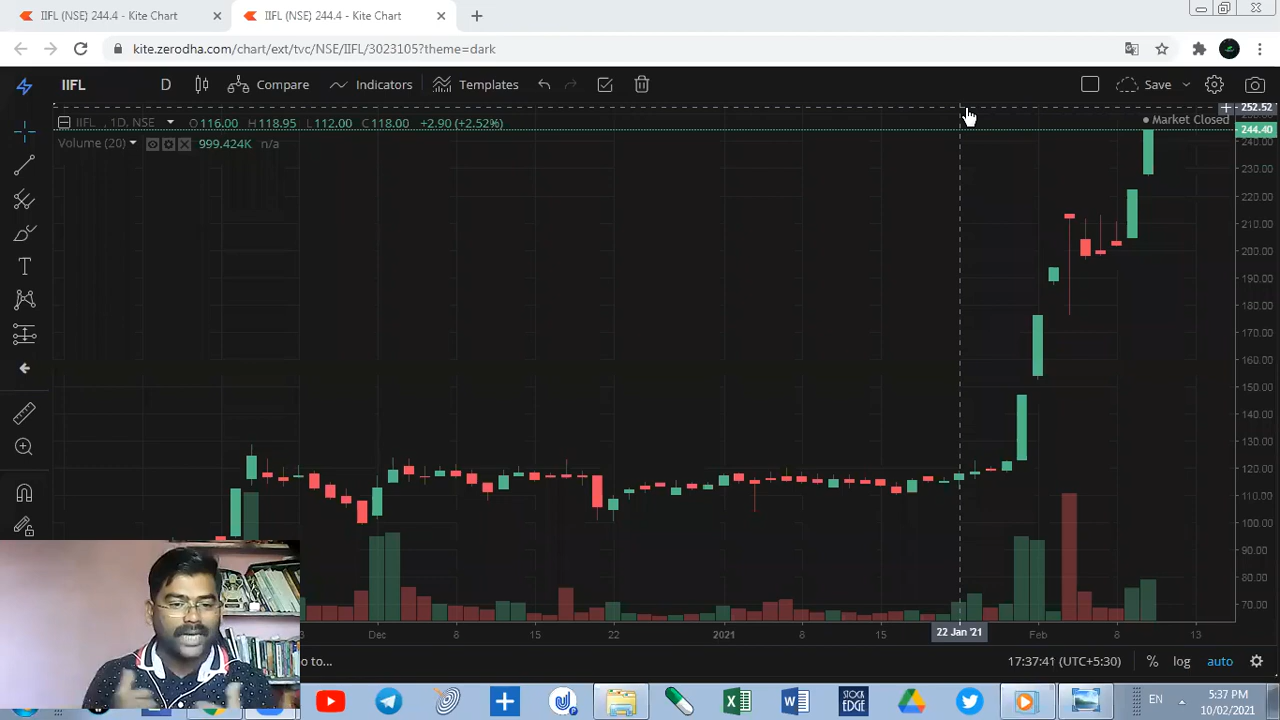 IIFL (NSE) 244.4 - Kite Chart
IIFL (NSE) 244.4 - Kite Chart
kite.zerodha.com/chart/ext/tvc/NSE/IIFL/3023105?theme=dark
IIFL D Compare Indicators Templates Save
252.52
IIFL , 1D, NSE O 116.00 H 118.95 L 112.00 C 118.00 +2.90 (+2.52%)
Market Closed
244.40
Volume (20) 999.424K n/a
240.00
230.00
220.00
210.00
200.00
190.00
180.00
170.00
160.00
150.00
140.00
130.00
120.00
110.00
100.00
90.00
80.00
70.00
Dec 8 15 22 2021 8 15 22 Jan '21 Feb 8 13
o to... 17:37:41 (UTC+5:30) % log auto
STOCK EDGE
EN 5:37 PM
10/02/2021